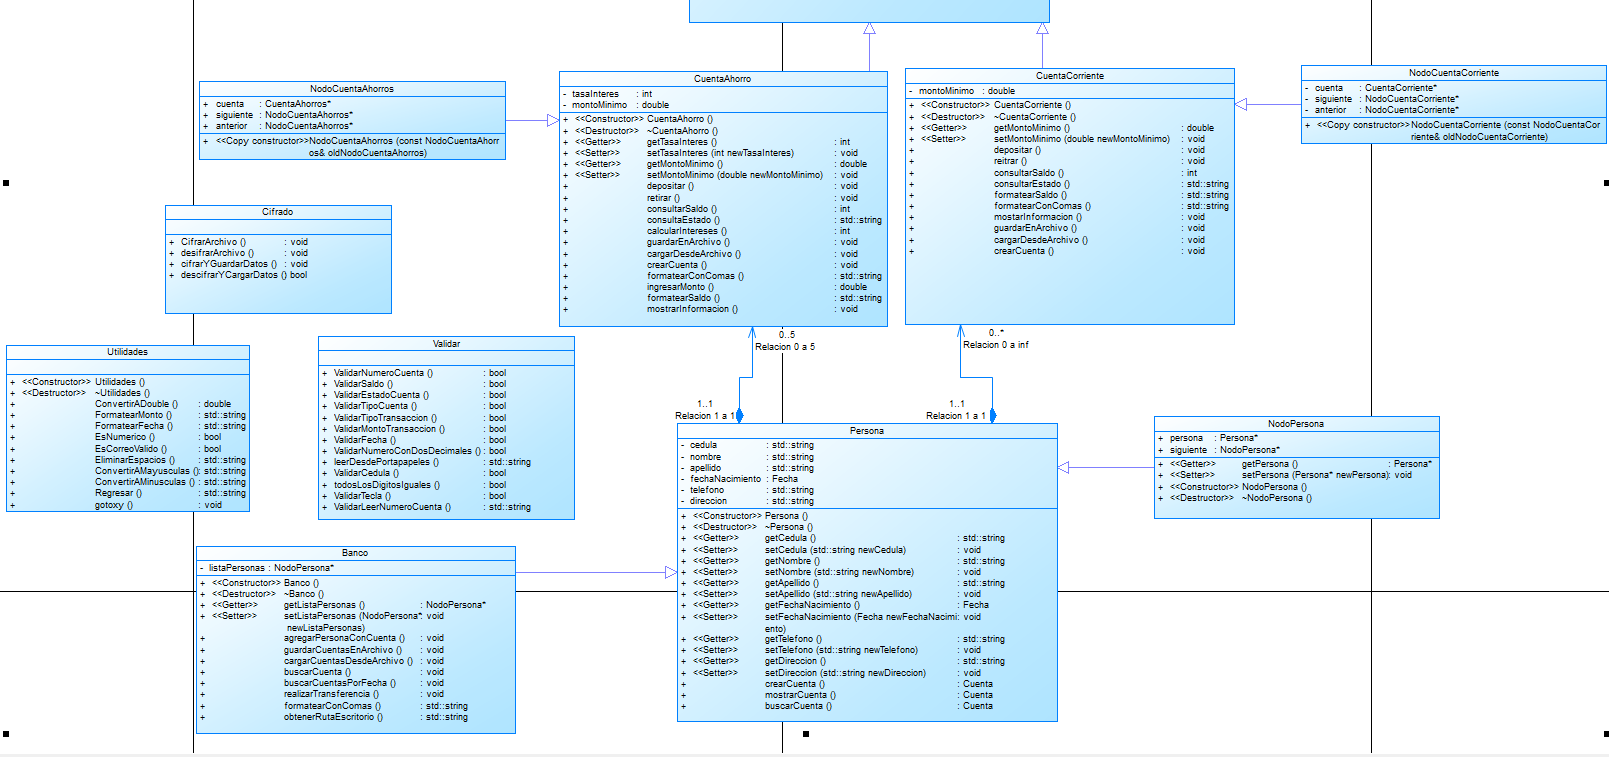 NodoCuentaAhorros
+ cuenta : CuentaAhorros*
+ siguiente : NodoCuentaAhorros*
+ anterior : NodoCuentaAhorros*
+ <<Copy constructor>> NodoCuentaAhorros (const NodoCuentaAhorr
os& oldNodoCuentaAhorros)
CuentaAhorro
- tasaInteres : int
- montoMinimo : double
+ <<Constructor>> CuentaAhorro ()
+ <<Destructor>> ~CuentaAhorro ()
+ <<Getter>> getTasaInteres () : int
+ <<Setter>> setTasaInteres (int newTasaInteres) : void
+ <<Getter>> getMontoMinimo () : double
+ <<Setter>> setMontoMinimo (double newMontoMinimo) : void
+ depositar () : void
+ retirar () : void
+ consultarSaldo () : int
+ consultaEstado () : std::string
+ calcularIntereses () : int
+ guardarEnArchivo () : void
+ cargarDesdeArchivo () : void
+ crearCuenta () : void
+ formatearConComas () : std::string
+ ingresarMonto () : double
+ formatearSaldo () : std::string
+ mostrarInformacion () : void
CuentaCorriente
- montoMinimo : double
+ <<Constructor>> CuentaCorriente ()
+ <<Destructor>> ~CuentaCorriente ()
+ <<Getter>> getMontoMinimo () : double
+ <<Setter>> setMontoMinimo (double newMontoMinimo) : void
+ depositar () : void
+ reitrar () : void
+ consultarSaldo () : int
+ consultarEstado () : std::string
+ formatearSaldo () : std::string
+ formatearConComas () : std::string
+ mostarInformacion () : void
+ guardarEnArchivo () : void
+ cargarDesdeArchivo () : void
+ crearCuenta () : void
NodoCuentaCorriente
- cuenta : CuentaCorriente*
- siguiente : NodoCuentaCorriente*
- anterior : NodoCuentaCorriente*
+ <<Copy constructor>> NodoCuentaCorriente (const NodoCuentaCor
riente& oldNodoCuentaCorriente)
Cifrado
+ CifrarArchivo () : void
+ desifrarArchivo () : void
+ cifrarYGuardarDatos () : void
+ descifrarYCargarDatos () bool
Utilidades
+ <<Constructor>> Utilidades ()
+ <<Destructor>> ~Utilidades ()
+ ConvertirADouble () : double
+ FormatearMonto () : std::string
+ FormatearFecha () : std::string
+ EsNumerico () : bool
+ EsCorreoValido () : bool
+ EliminarEspacios () : std::string
+ ConvertirAMayusculas (): std::string
+ ConvertirAMinusculas () : std::string
+ Regresar () : std::string
+ gotoxy () : void
Validar
+ ValidarNumeroCuenta () : bool
+ ValidarSaldo () : bool
+ ValidarEstadoCuenta () : bool
+ ValidarTipoCuenta () : bool
+ ValidarTipoTransaccion () : bool
+ ValidarMontoTransaccion () : bool
+ ValidarFecha () : bool
+ ValidarNumeroConDosDecimales () : bool
+ leerDesdePortapapeles () : std::string
+ ValidarCedula () : bool
+ todosLosDigitosIguales () : bool
+ ValidarTecla () : bool
+ ValidarLeerNumeroCuenta () : std::string
0..5
Relacion 0 a 5
0..*
Relacion 0 a inf
1..1
Relacion 1 a 1
1..1
Relacion 1 a 1
Persona
- cedula : std::string
- nombre : std::string
- apellido : std::string
- fechaNacimiento : Fecha
- telefono : std::string
- direccion : std::string
+ <<Constructor>> Persona ()
+ <<Destructor>> ~Persona ()
+ <<Getter>> getCedula () : std::string
+ <<Setter>> setCedula (std::string newCedula) : void
+ <<Getter>> getNombre () : std::string
+ <<Setter>> setNombre (std::string newNombre) : void
+ <<Getter>> getApellido () : std::string
+ <<Setter>> setApellido (std::string newApellido) : void
+ <<Getter>> getFechaNacimiento () : Fecha
+ <<Setter>> setFechaNacimiento (Fecha newFechaNacimi: void
ento)
+ <<Getter>> getTelefono () : std::string
+ <<Setter>> setTelefono (std::string newTelefono) : void
+ <<Getter>> getDireccion () : std::string
+ <<Setter>> setDireccion (std::string newDireccion) : void
+ crearCuenta () : Cuenta
+ mostrarCuenta () : Cuenta
+ buscarCuenta () : Cuenta
NodoPersona
+ persona : Persona*
+ siguiente : NodoPersona*
+ <<Getter>> getPersona () : Persona*
+ <<Setter>> setPersona (Persona* newPersona): void
+ <<Constructor>> NodoPersona ()
+ <<Destructor>> ~NodoPersona ()
Banco
- listaPersonas : NodoPersona*
+ <<Constructor>> Banco ()
+ <<Destructor>> ~Banco ()
+ <<Getter>> getListaPersonas () : NodoPersona*
+ <<Setter>> setListaPersonas (NodoPersona*: void
newListaPersonas)
+ agregarPersonaConCuenta () : void
+ guardarCuentasEnArchivo () : void
+ cargarCuentasDesdeArchivo () : void
+ buscarCuenta () : void
+ buscarCuentasPorFecha () : void
+ realizarTransferencia () : void
+ formatearConComas () : std::string
+ obtenerRutaEscritorio () : std::string